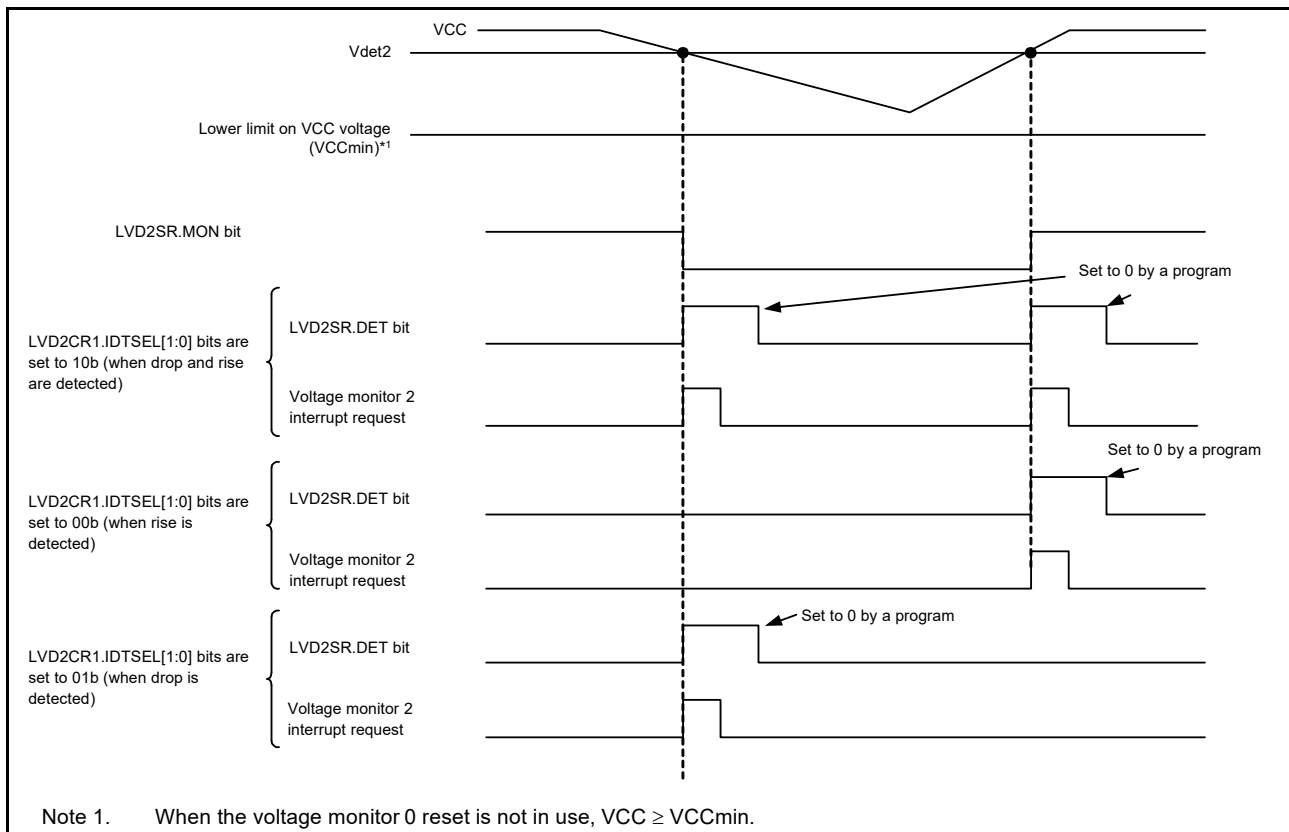 VCC
Vdet2
Lower limit on VCC voltage
(VCCmin)*1
LVD2SR.MON bit
Set to 0 by a program
LVD2CR1.IDTSEL[1:0] bits are
set to 10b (when drop and rise
are detected)
LVD2SR.DET bit
Voltage monitor 2
interrupt request
Set to 0 by a program
LVD2CR1.IDTSEL[1:0] bits are
set to 00b (when rise is
detected)
LVD2SR.DET bit
Voltage monitor 2
interrupt request
Set to 0 by a program
LVD2CR1.IDTSEL[1:0] bits are
set to 01b (when drop is
detected)
LVD2SR.DET bit
Voltage monitor 2
interrupt request
Note 1. When the voltage monitor 0 reset is not in use, VCC ≥ VCCmin.